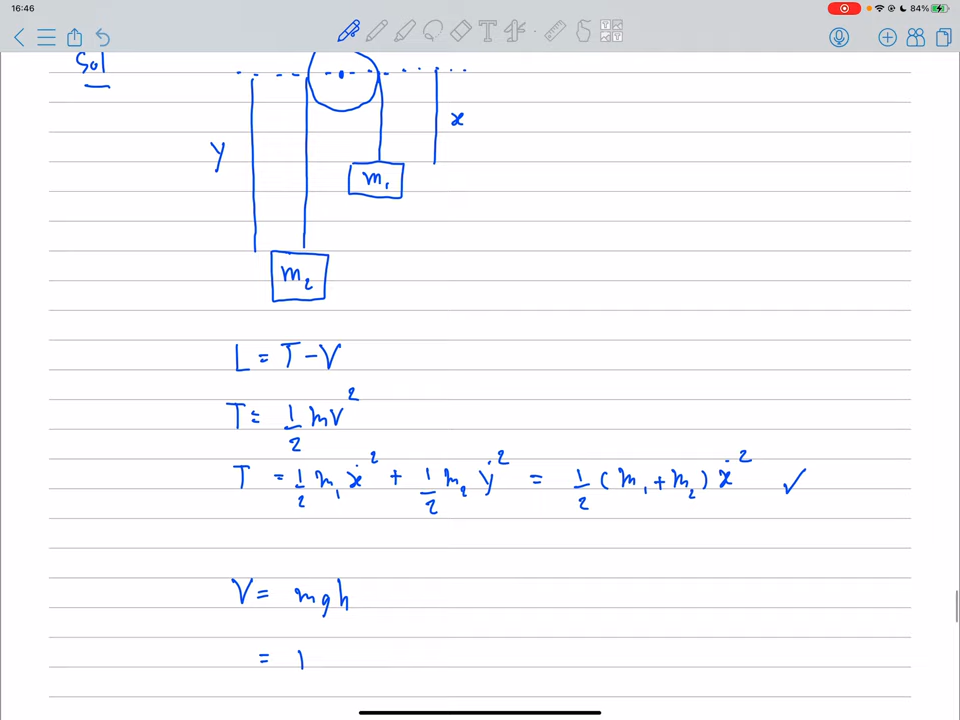 16:46 84%
Sol
x
y
m₁
m₂
L = T - V
T = 1/2 mv²
T = 1/2 m₁ ẋ² + 1/2 m₂ ẏ² = 1/2 (m₁ + m₂) ẋ² ✓
V = mgh
= 1